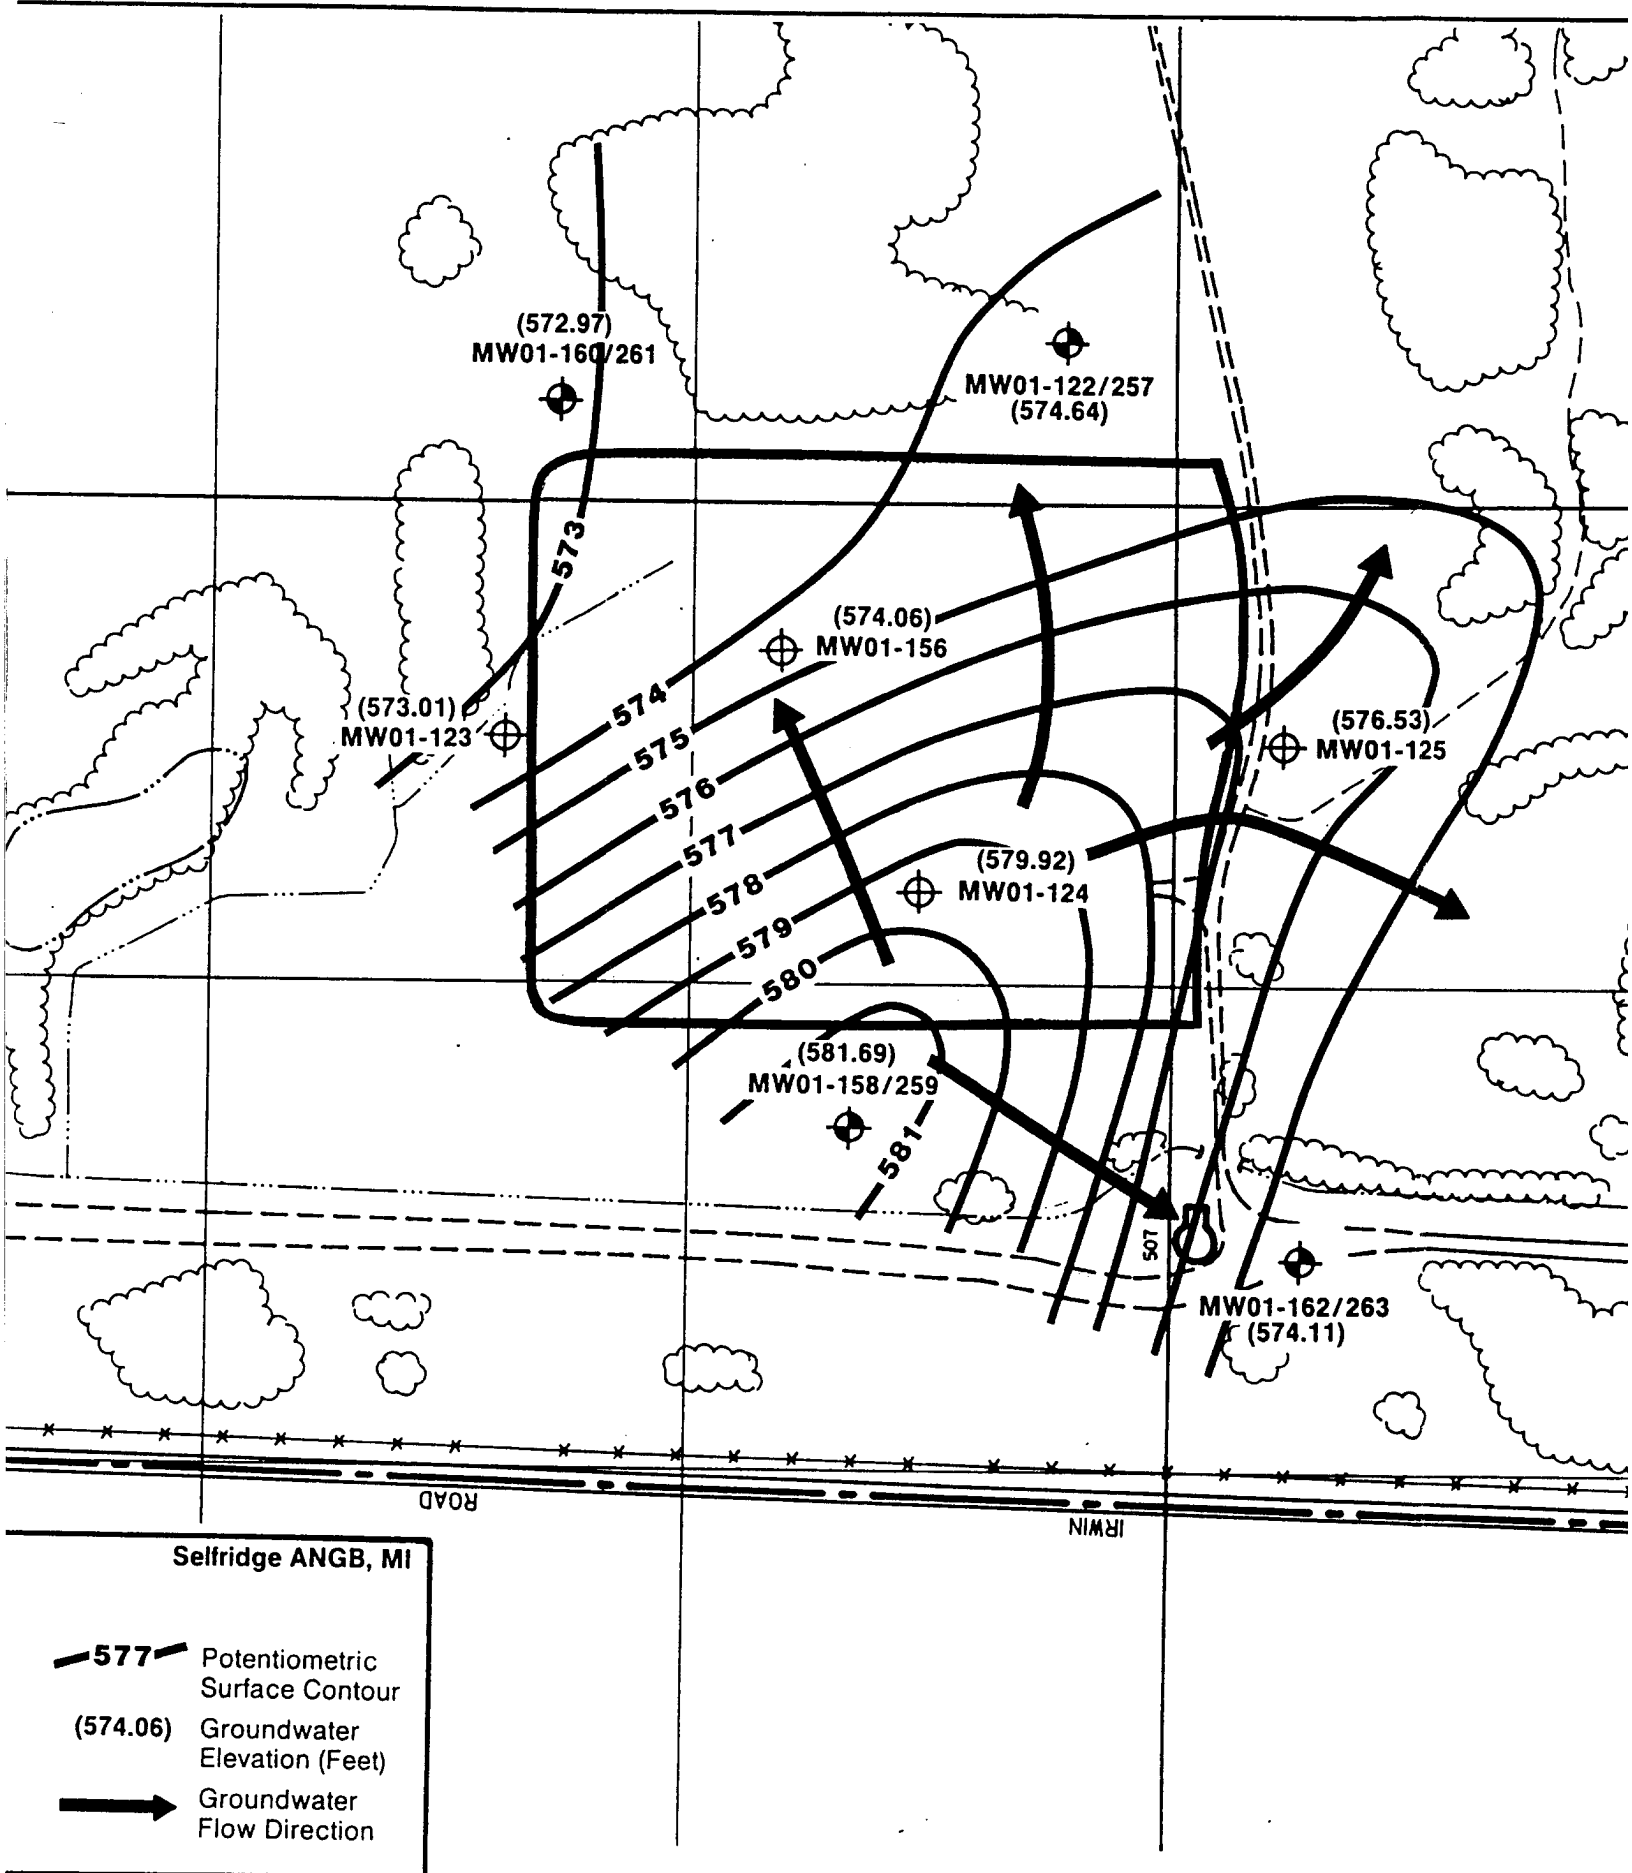 (572.97)
MW01-160/261
MW01-122/257
(574.64)
573
(574.06)
MW01-156
574
(573.01)
MW01-123
575
(576.53)
MW01-125
576
577
(579.92)
MW01-124
578
579
580
(581.69)
MW01-158/259
581
507
MW01-162/263
(574.11)
ROAD
IRWIN
Selfridge ANGB, MI
577
Potentiometric
Surface Contour
(574.06)
Groundwater
Elevation (Feet)
Groundwater
Flow Direction